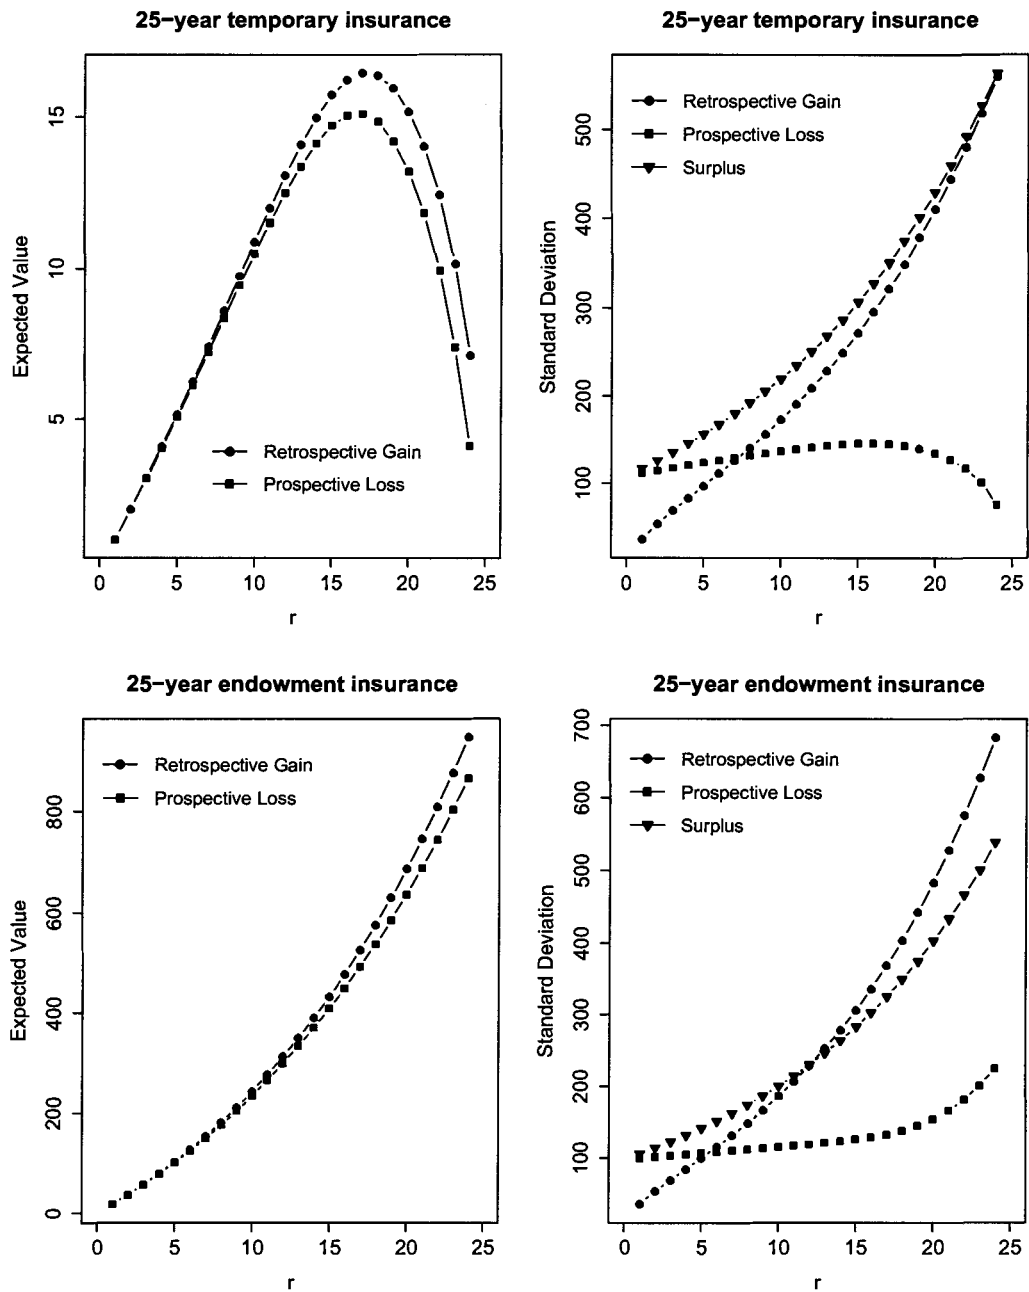 25−year temporary insurance
Expected Value
15
10
5
Retrospective Gain
Prospective Loss
0 5 10 15 20 25
r
25−year temporary insurance
Standard Deviation
500
400
300
200
100
Retrospective Gain
Prospective Loss
Surplus
0 5 10 15 20 25
r
25−year endowment insurance
Expected Value
800
600
400
200
0
Retrospective Gain
Prospective Loss
0 5 10 15 20 25
r
25−year endowment insurance
Standard Deviation
700
600
500
400
300
200
100
Retrospective Gain
Prospective Loss
Surplus
0 5 10 15 20 25
r